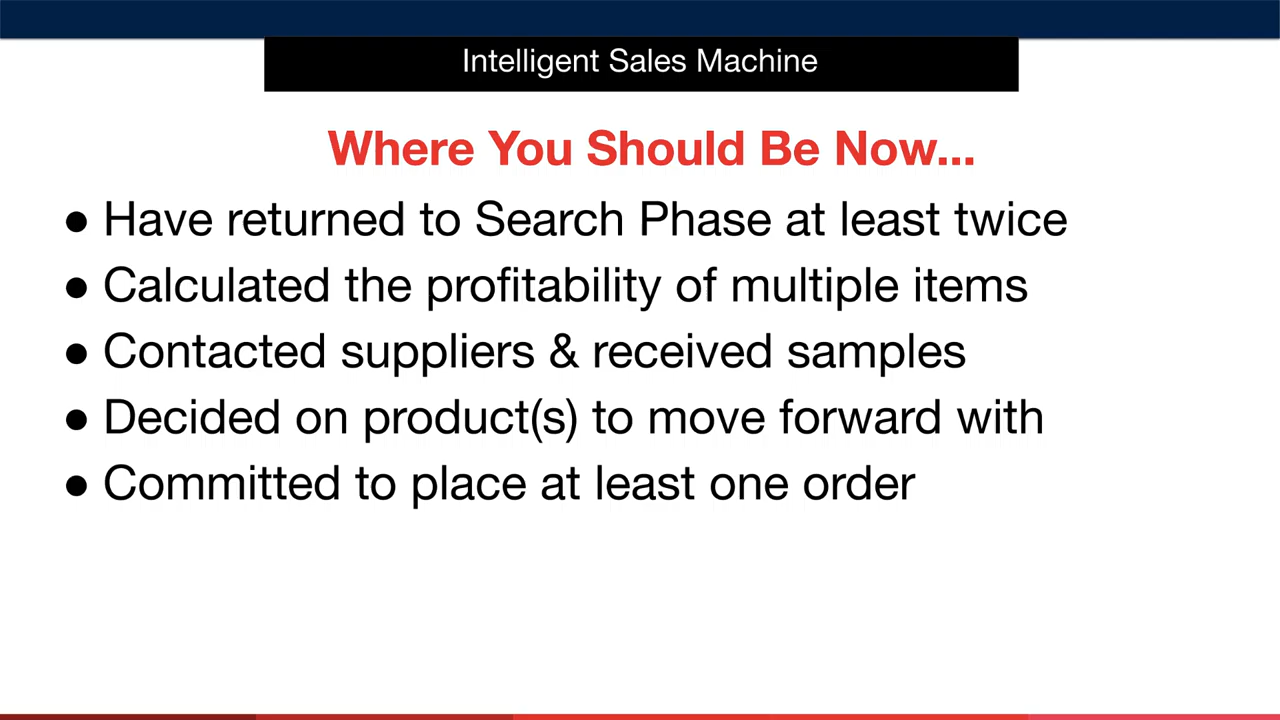 Intelligent Sales Machine
Where You Should Be Now...
● Have returned to Search Phase at least twice
● Calculated the profitability of multiple items
● Contacted suppliers & received samples
● Decided on product(s) to move forward with
● Committed to place at least one order